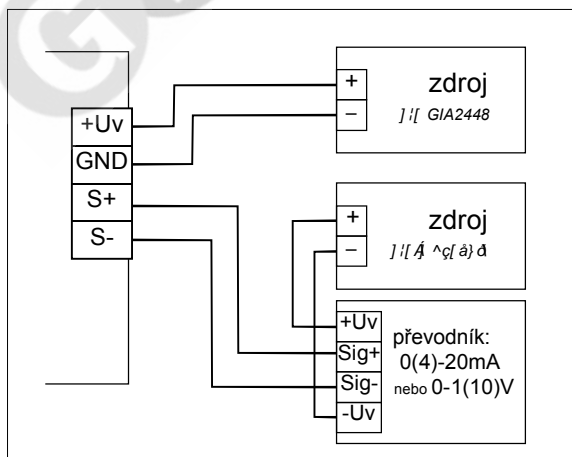 +Uv
GND
S+
S-
+
−
zdroj
GIA2448
+
−
zdroj
+Uv
Sig+
Sig-
-Uv
převodník:
0(4)-20mA
nebo 0-1(10)V